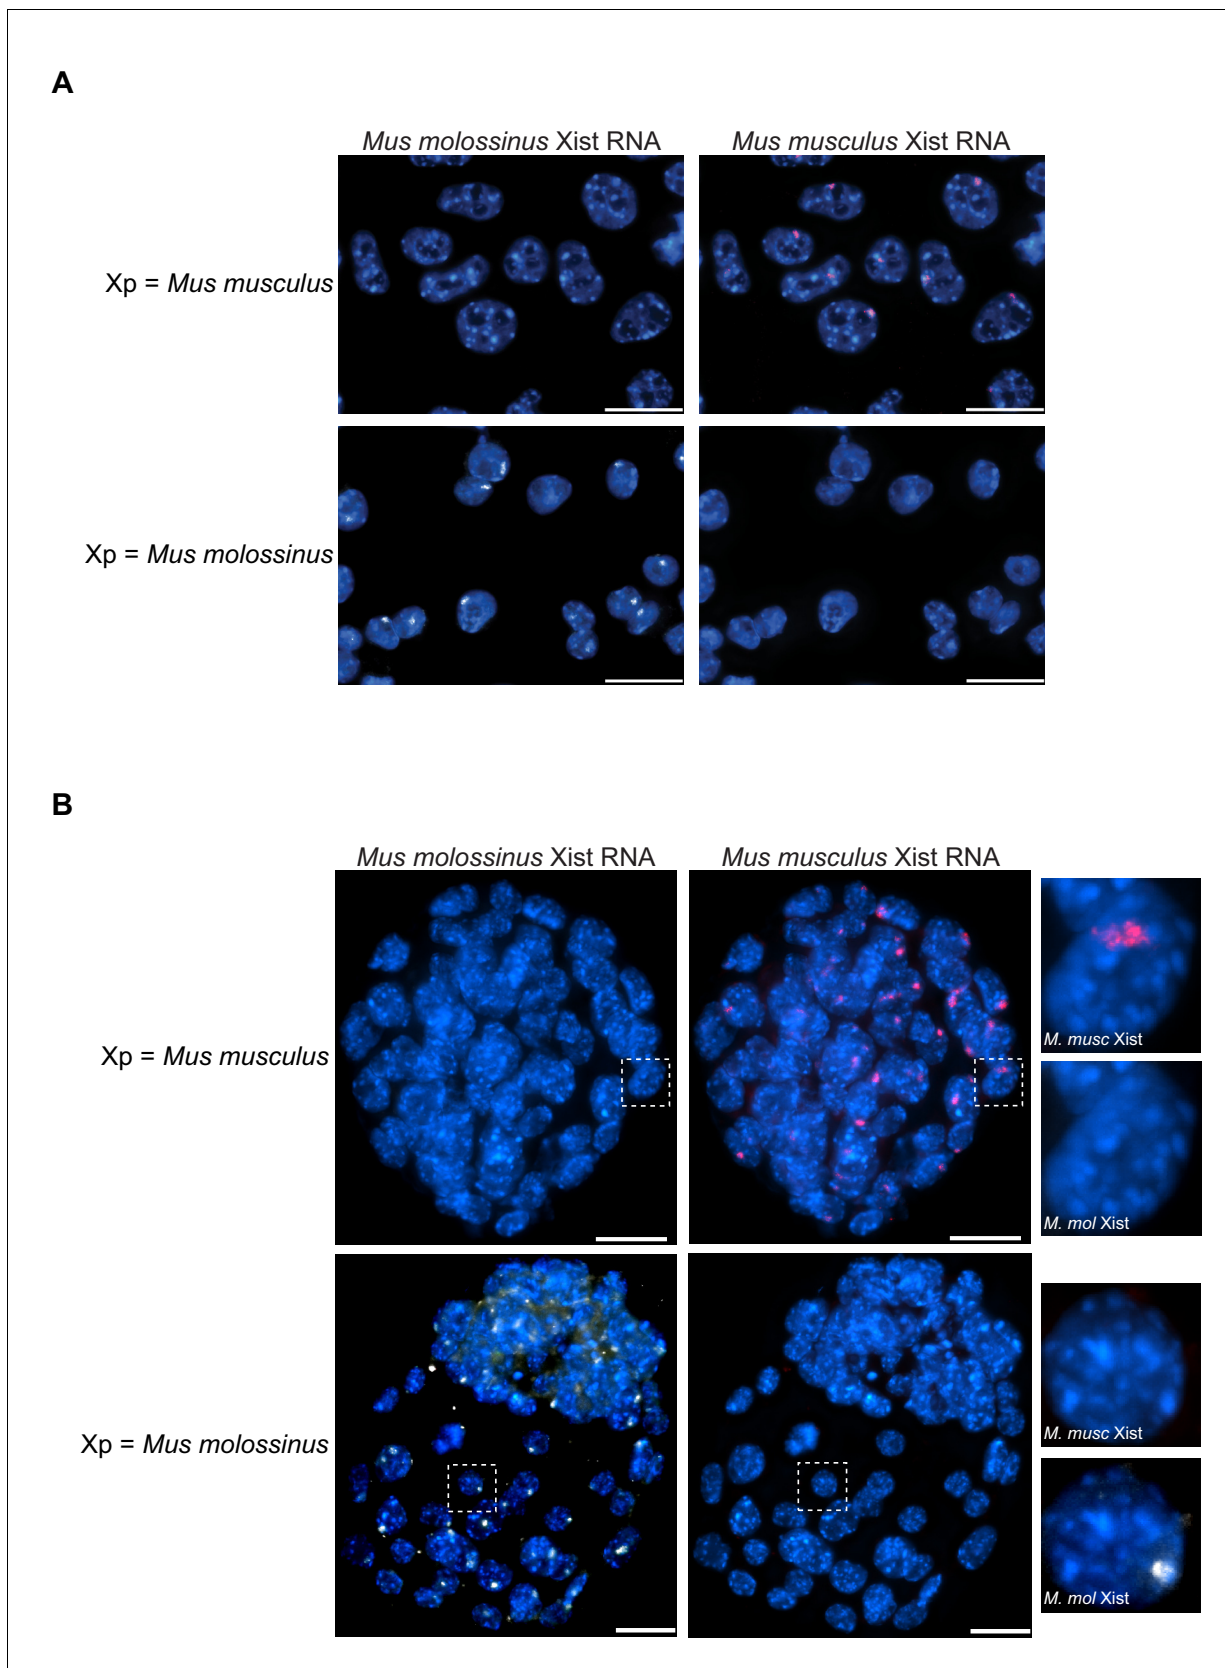 A
Mus molossinus Xist RNA
Mus musculus Xist RNA
Xp = Mus musculus
Xp = Mus molossinus
B
Mus molossinus Xist RNA
Mus musculus Xist RNA
Xp = Mus musculus
M. musc Xist
M. mol Xist
Xp = Mus molossinus
M. musc Xist
M. mol Xist